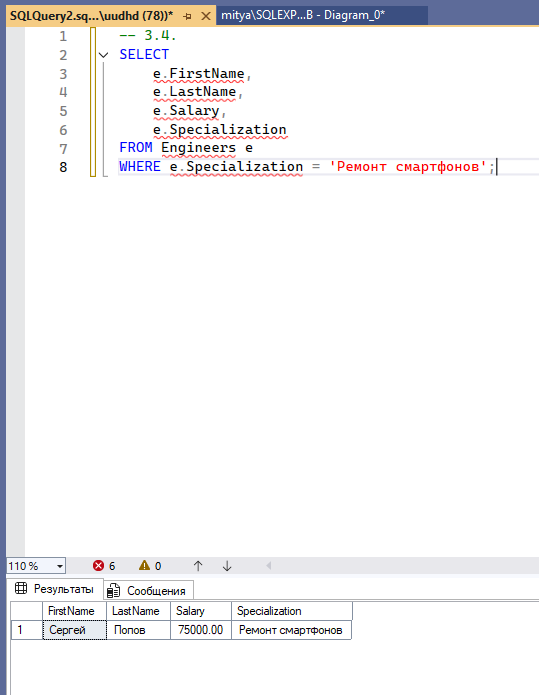 SQLQuery2.sq...\uudhd (78))* mitya\SQLEXP...B - Diagram_0*
1 -- 3.4.
2 SELECT
3 e.FirstName,
4 e.LastName,
5 e.Salary,
6 e.Specialization
7 FROM Engineers e
8 WHERE e.Specialization = 'Ремонт смартфонов';
110 % 6 0
Результаты Сообщения
FirstName LastName Salary Specialization
1 Сергей Попов 75000.00 Ремонт смартфонов